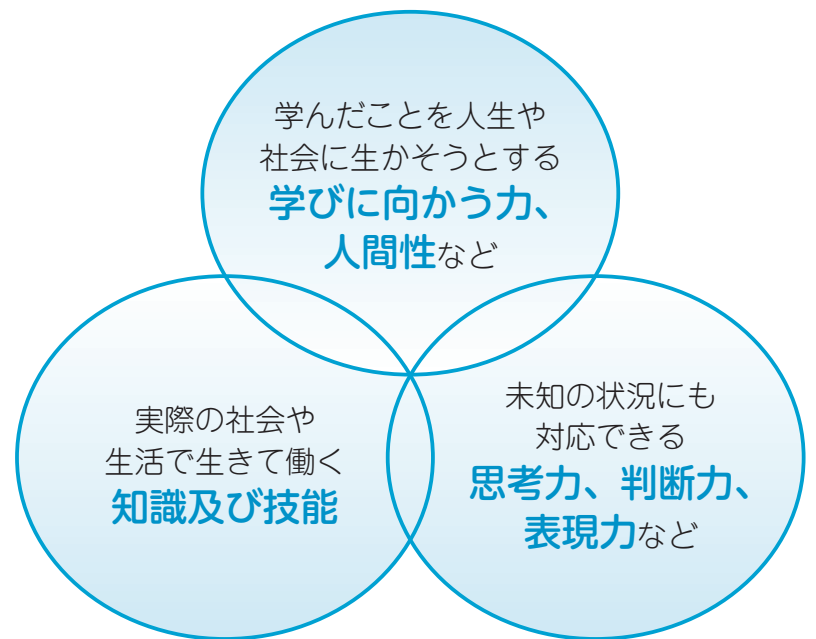 学んだことを人生や
社会に生かそうとする
学びに向かう力、
人間性など
実際の社会や
生活で生きて働く
知識及び技能
未知の状況にも
対応できる
思考力、判断力、
表現力など